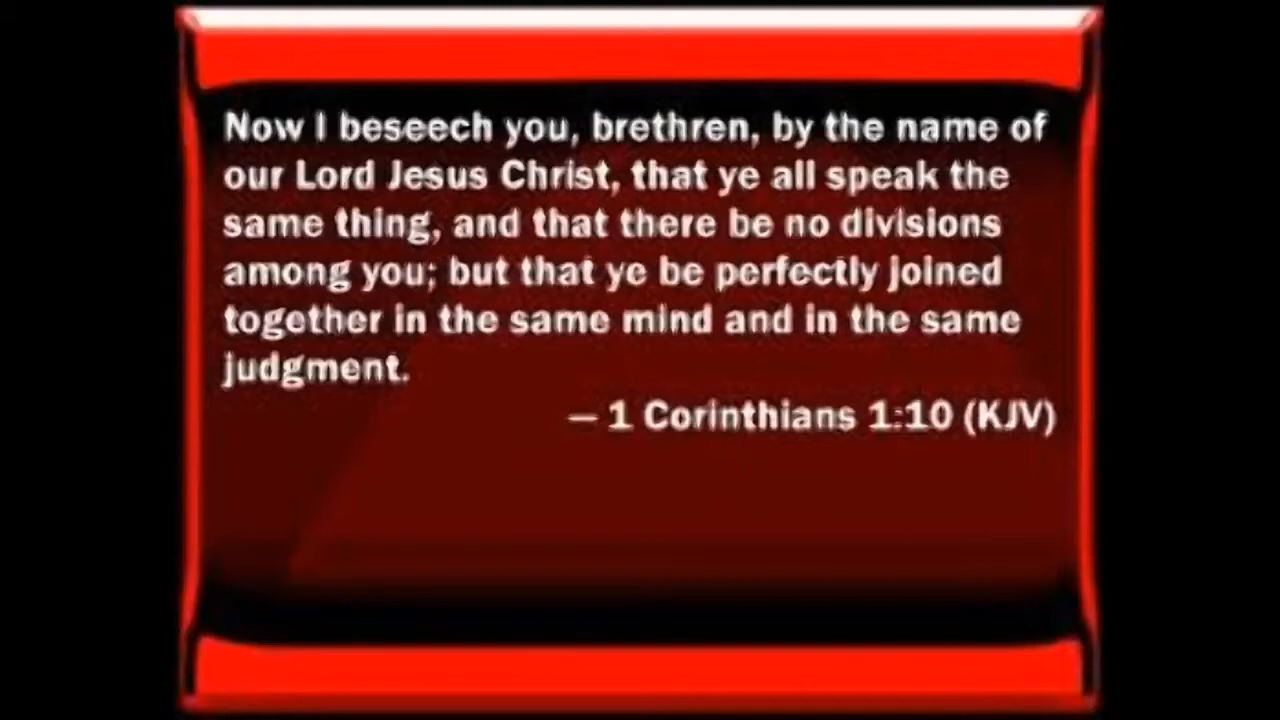 Now I beseech you, brethren, by the name of
our Lord Jesus Christ, that ye all speak the
same thing, and that there be no divisions
among you; but that ye be perfectly joined
together in the same mind and in the same
judgment.
— 1 Corinthians 1:10 (KJV)